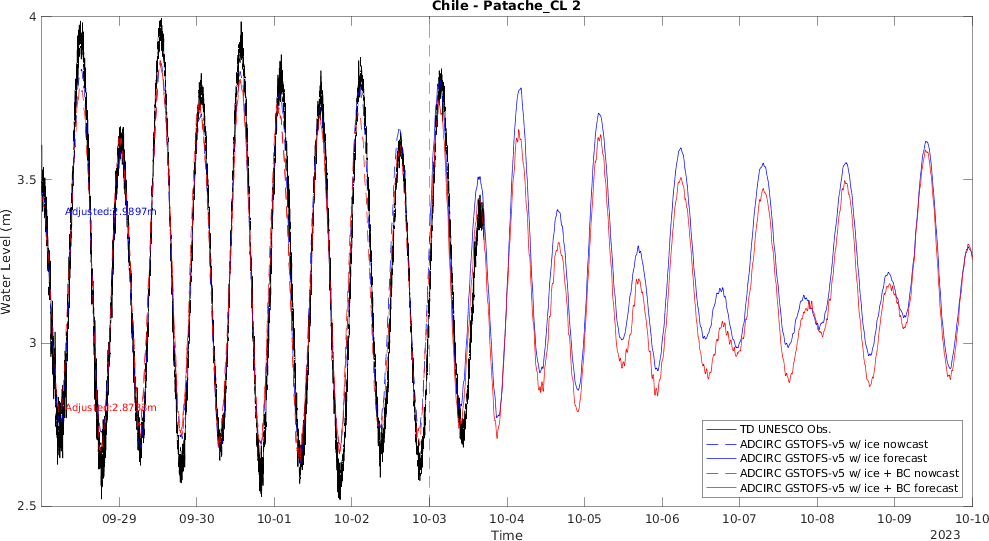 Chile - Patache_CL 2
4
3.5
3
2.5
Water Level (m)
TD UNESCO Obs.
ADCIRC GSTOFS-v5 w/ ice nowcast
ADCIRC GSTOFS-v5 w/ ice forecast
ADCIRC GSTOFS-v5 w/ ice + BC nowcast
ADCIRC GSTOFS-v5 w/ ice + BC forecast
09-29 09-30 10-01 10-02 10-03 10-04 10-05 10-06 10-07 10-08 10-09 10-10
Time
2023